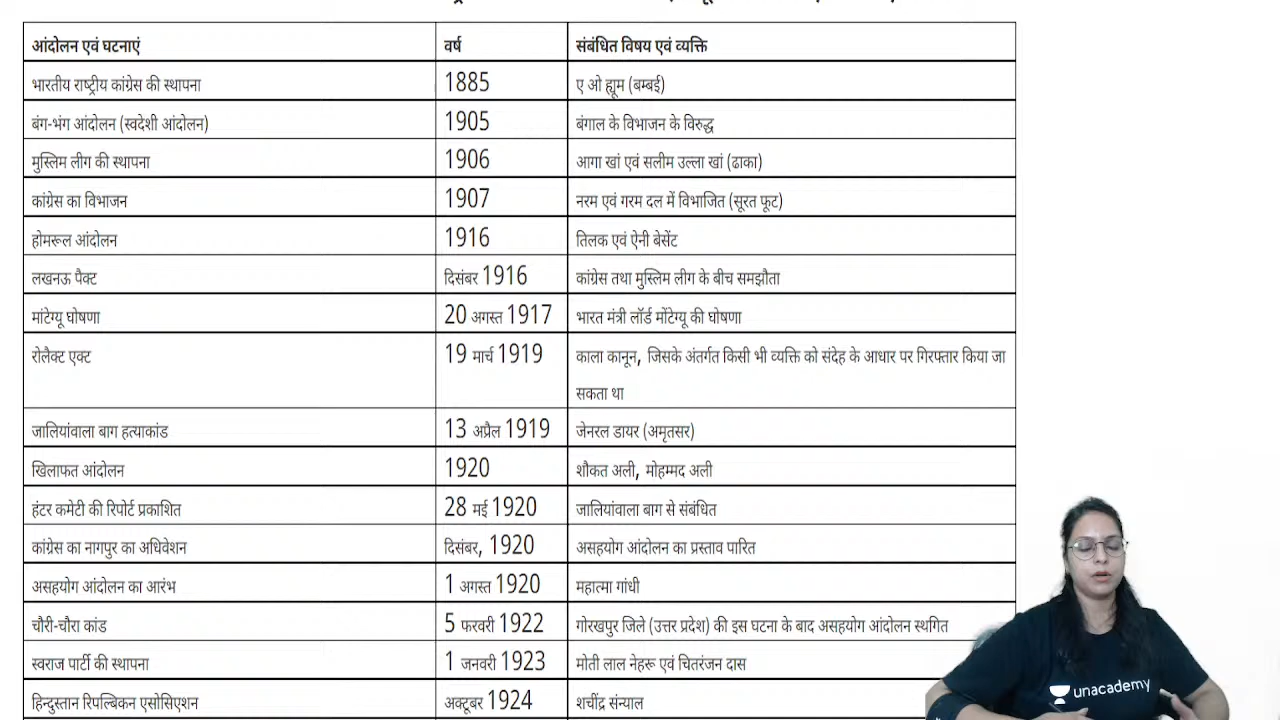 आंदोलन एवं घटनाएं वर्ष संबंधित विषय एवं व्यक्ति
भारतीय राष्ट्रीय कांग्रेस की स्थापना 1885 ए ओ ह्यूम (बम्बई)
बंग-भंग आंदोलन (स्वदेशी आंदोलन) 1905 बंगाल के विभाजन के विरुद्ध
मुस्लिम लीग की स्थापना 1906 आगा खां एवं सलीम उल्ला खां (ढाका)
कांग्रेस का विभाजन 1907 नरम एवं गरम दल में विभाजित (सूरत फूट)
होमरूल आंदोलन 1916 तिलक एवं ऐनी बेसेंट
लखनऊ पैक्ट दिसंबर 1916 कांग्रेस तथा मुस्लिम लीग के बीच समझौता
मांटेग्यू घोषणा 20 अगस्त 1917 भारत मंत्री लॉर्ड मोंटेग्यू की घोषणा
रोलैक्ट एक्ट 19 मार्च 1919 काला कानून, जिसके अंतर्गत किसी भी व्यक्ति को संदेह के आधार पर गिरफ्तार किया जा
सकता था
जालियांवाला बाग हत्याकांड 13 अप्रैल 1919 जेनरल डायर (अमृतसर)
खिलाफत आंदोलन 1920 शौकत अली, मोहम्मद अली
हंटर कमेटी की रिपोर्ट प्रकाशित 28 मई 1920 जालियांवाला बाग से संबंधित
कांग्रेस का नागपुर का अधिवेशन दिसंबर, 1920 असहयोग आंदोलन का प्रस्ताव पारित
असहयोग आंदोलन का आरंभ 1 अगस्त 1920 महात्मा गांधी
चौरी-चौरा कांड 5 फरवरी 1922 गोरखपुर जिले (उत्तर प्रदेश) की इस घटना के बाद असहयोग आंदोलन स्थगित
स्वराज पार्टी की स्थापना 1 जनवरी 1923 मोती लाल नेहरू एवं चितरंजन दास
हिन्दुस्तान रिपब्लिकन एसोसिएशन अक्टूबर 1924 शचींद्र संन्याल
unacademy